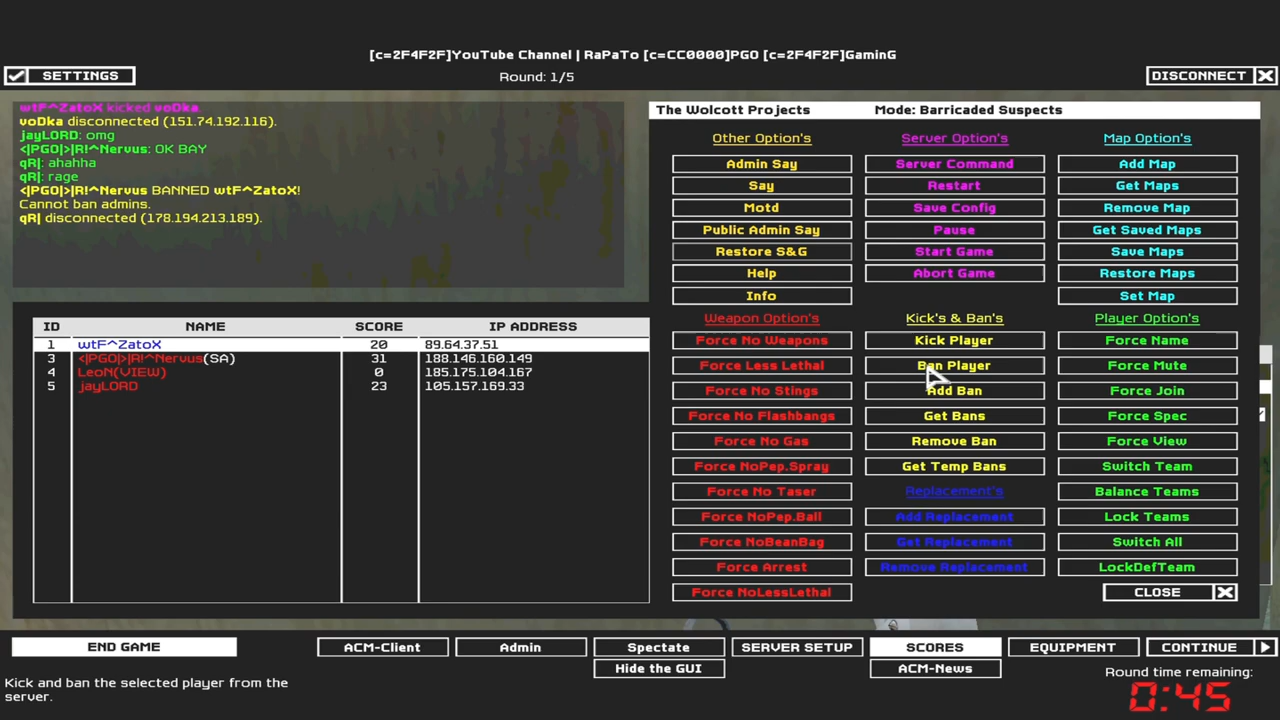 [c=2F4F2F]YouTube Channel | RaPaTo [c=CC0000]PGO [c=2F4F2F]GaminG
SETTINGS
Round: 1/5
DISCONNECT
wtF^ZatoX kicked voDka.
voDka disconnected (151.74.192.116).
jayLORD: omg
<|PGO|>|R!^Nervus: OK BAY
qR|: ahahha
qR|: rage
<|PGO|>|R!^Nervus BANNED wtF^ZatoX!
Cannot ban admins.
qR| disconnected (178.194.213.189).
The Wolcott Projects Mode: Barricaded Suspects
Other Option's Server Option's Map Option's
Admin Say Server Command Add Map
Say Restart Get Maps
Motd Save Config Remove Map
Public Admin Say Pause Get Saved Maps
Restore S&G Start Game Save Maps
Help Abort Game Restore Maps
Info Set Map
Weapon Option's Kick's & Ban's Player Option's
Force No Weapons Kick Player Force Name
Force Less Lethal Ban Player Force Mute
Force No Stings Add Ban Force Join
Force No Flashbangs Get Bans Force Spec
Force No Gas Remove Ban Force View
Force NoPep.Spray Get Temp Bans Switch Team
Force No Taser Replacement's Balance Teams
Force NoPep.Ball Add Replacement Lock Teams
Force NoBeanBag Get Replacement Switch All
Force Arrest Remove Replacement LockDefTeam
Force NoLessLethal CLOSE
ID NAME SCORE IP ADDRESS
1 wtF^ZatoX 20 89.64.37.51
3 <|PGO|>|R!^Nervus(SA) 31 188.146.160.149
4 LeoN(VIEW) 0 185.175.104.167
5 jayLORD 23 105.157.169.33
END GAME ACM-Client Admin Spectate SERVER SETUP SCORES EQUIPMENT CONTINUE
Hide the GUI ACM-News
Kick and ban the selected player from the
server.
Round time remaining:
0:45